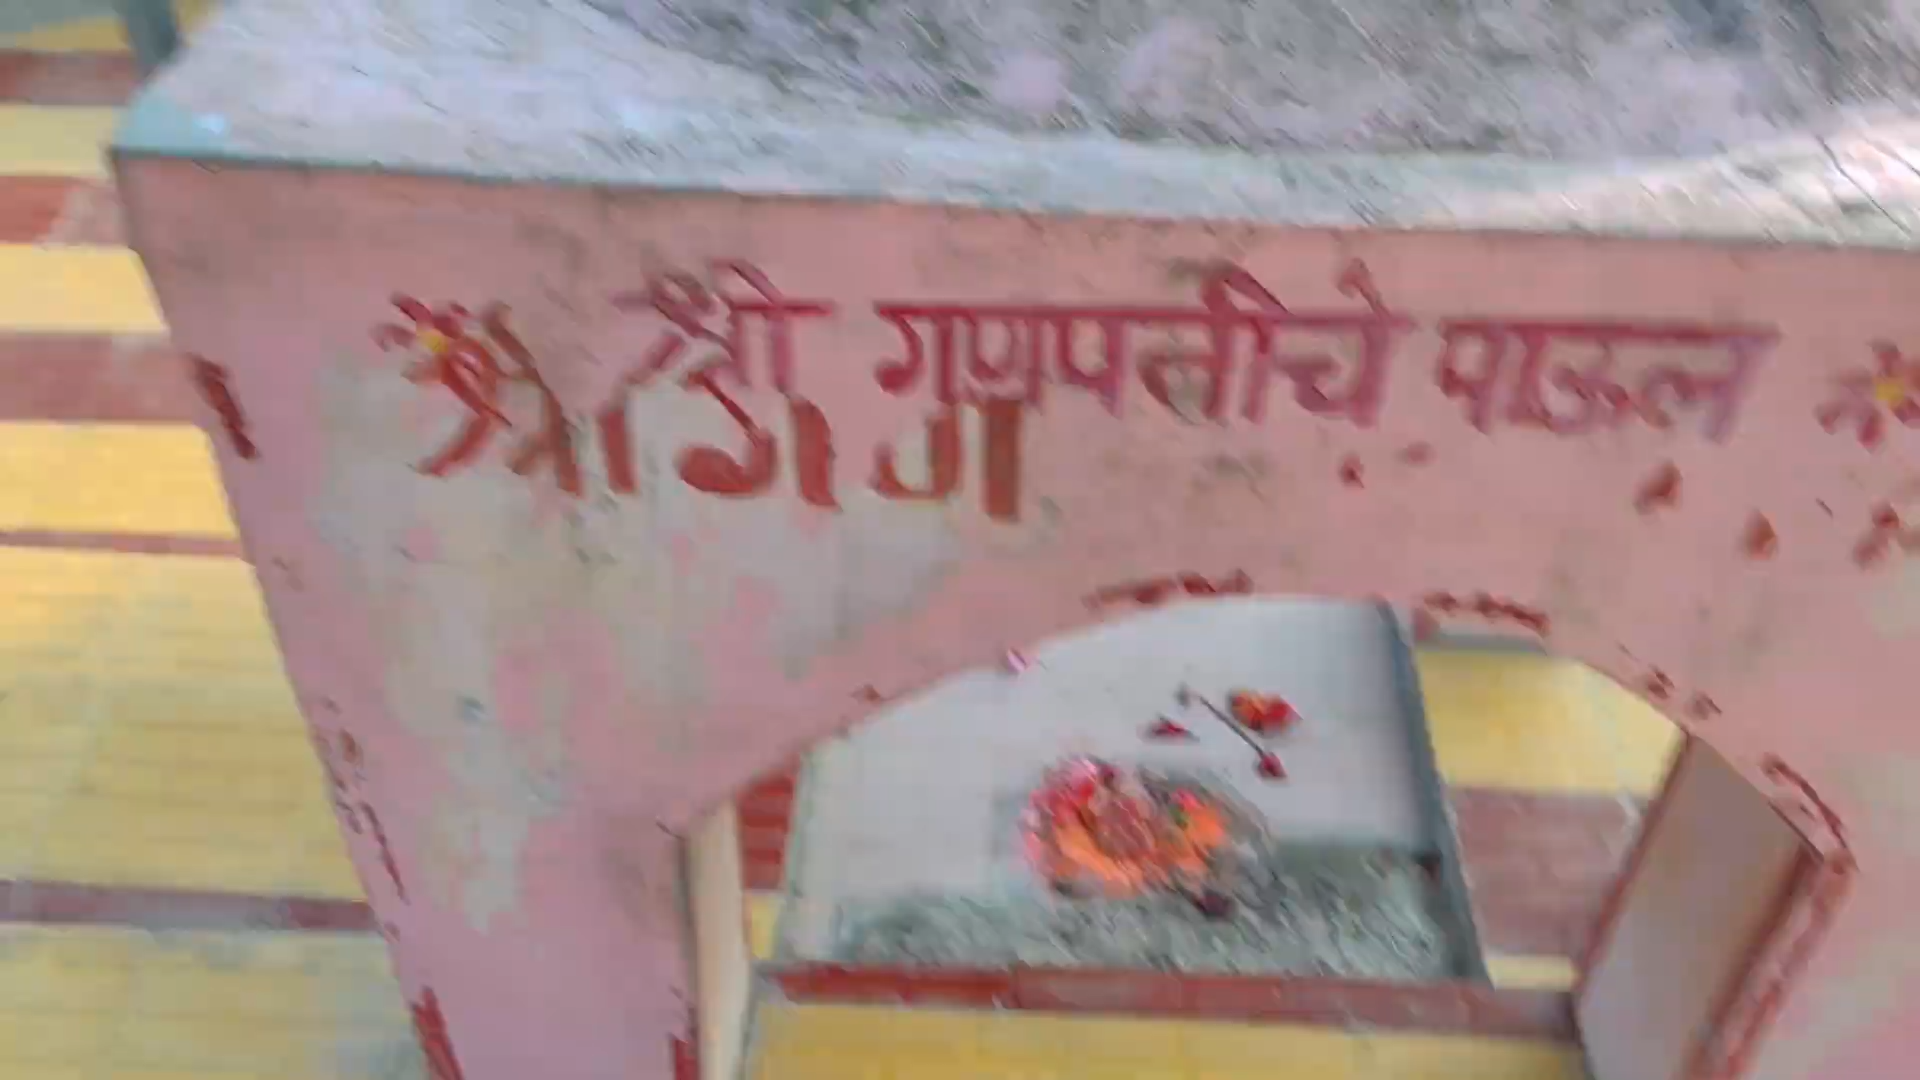 श्री गणपतीचे पाऊल
श्री ग ग